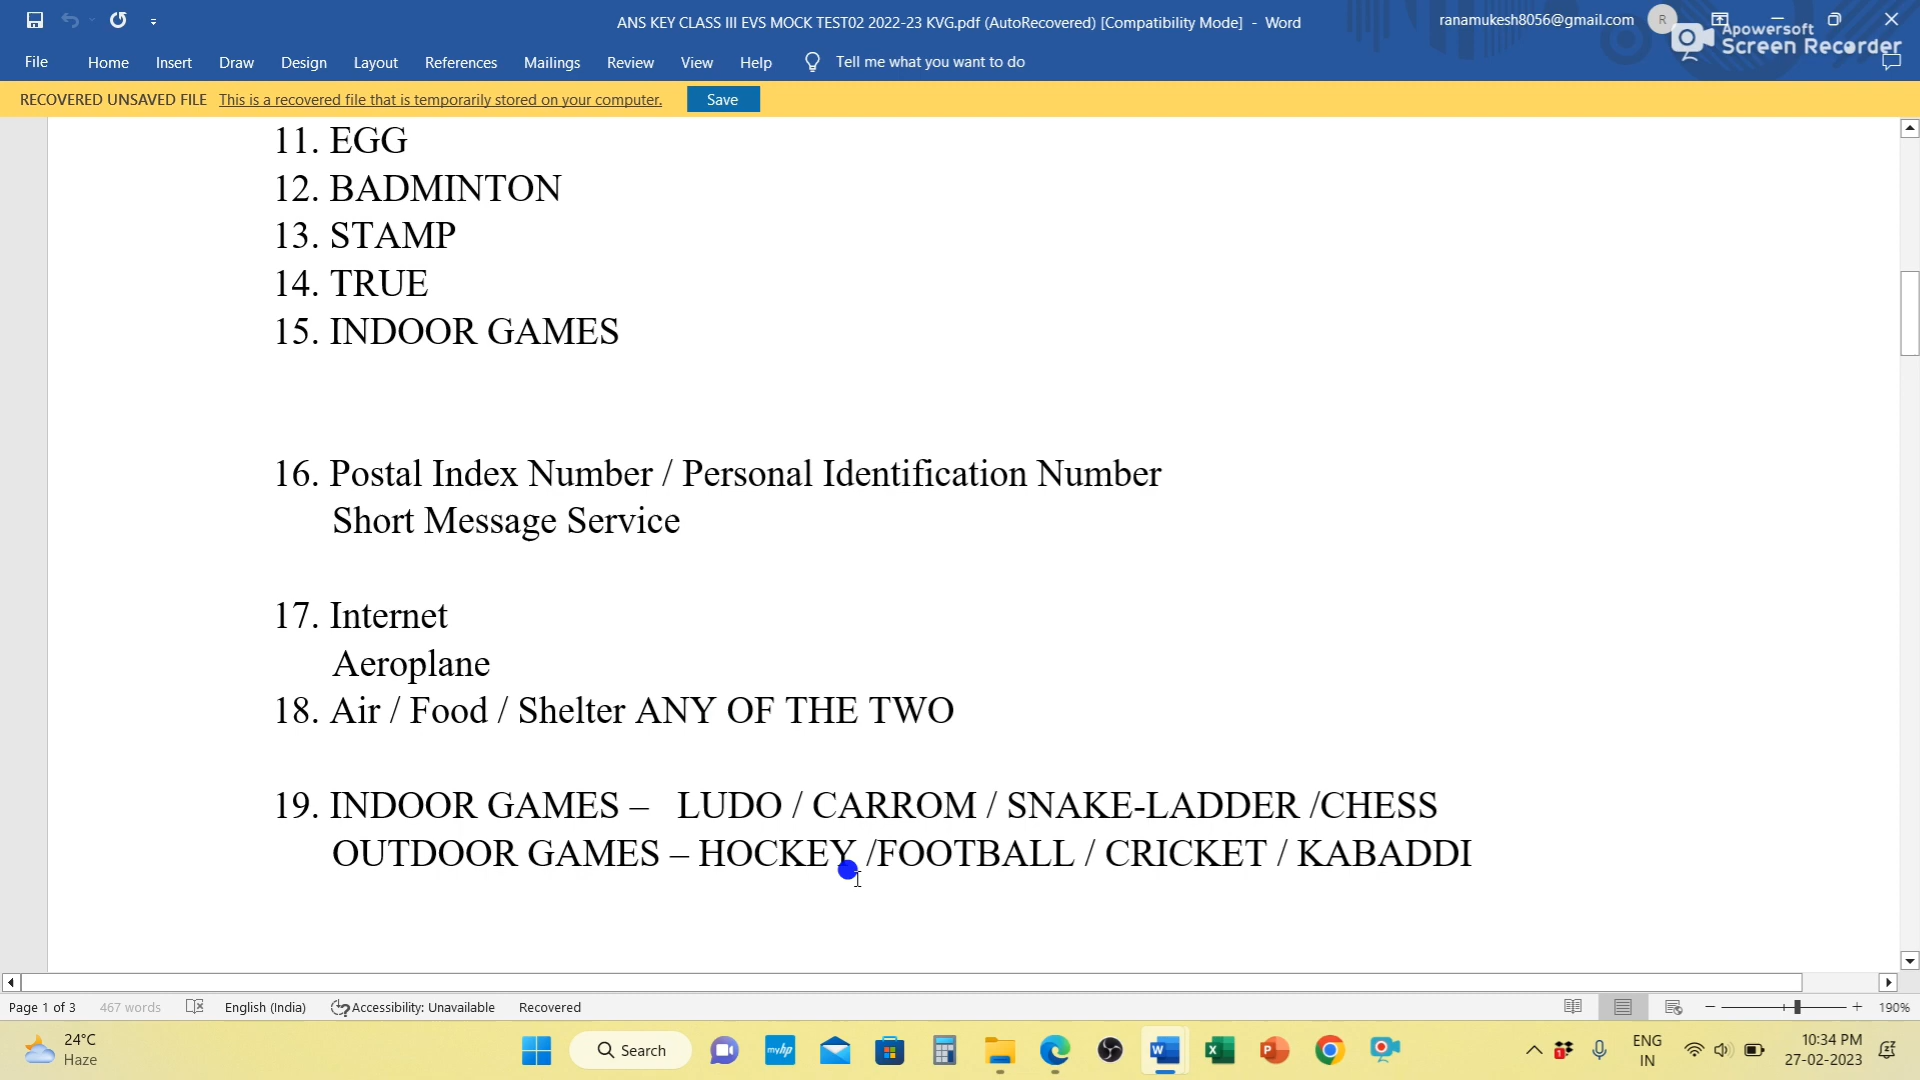 ANS KEY CLASS III EVS MOCK TEST02 2022-23 KVG.pdf (AutoRecovered) [Compatibility Mode] - Word
ranamukesh8056@gmail.com
R
Apowersoft
Screen Recorder
File Home Insert Draw Design Layout References Mailings Review View Help Tell me what you want to do
RECOVERED UNSAVED FILE This is a recovered file that is temporarily stored on your computer. Save
11. EGG
12. BADMINTON
13. STAMP
14. TRUE
15. INDOOR GAMES
16. Postal Index Number / Personal Identification Number
Short Message Service
17. Internet
Aeroplane
18. Air / Food / Shelter ANY OF THE TWO
19. INDOOR GAMES – LUDO / CARROM / SNAKE-LADDER /CHESS
OUTDOOR GAMES – HOCKEY /FOOTBALL / CRICKET / KABADDI
Page 1 of 3 467 words English (India) Accessibility: Unavailable Recovered 190%
24°C
Haze
Search
myhp
ENG
IN
10:34 PM
27-02-2023